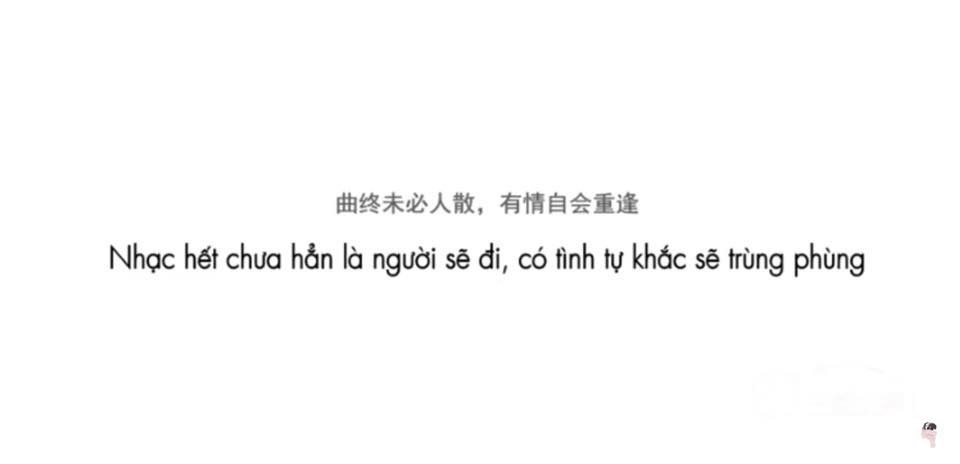 曲终未必人散，有情自会重逢
Nhạc hết chưa hẳn là người sẽ đi, có tình tự khắc sẽ trùng phùng